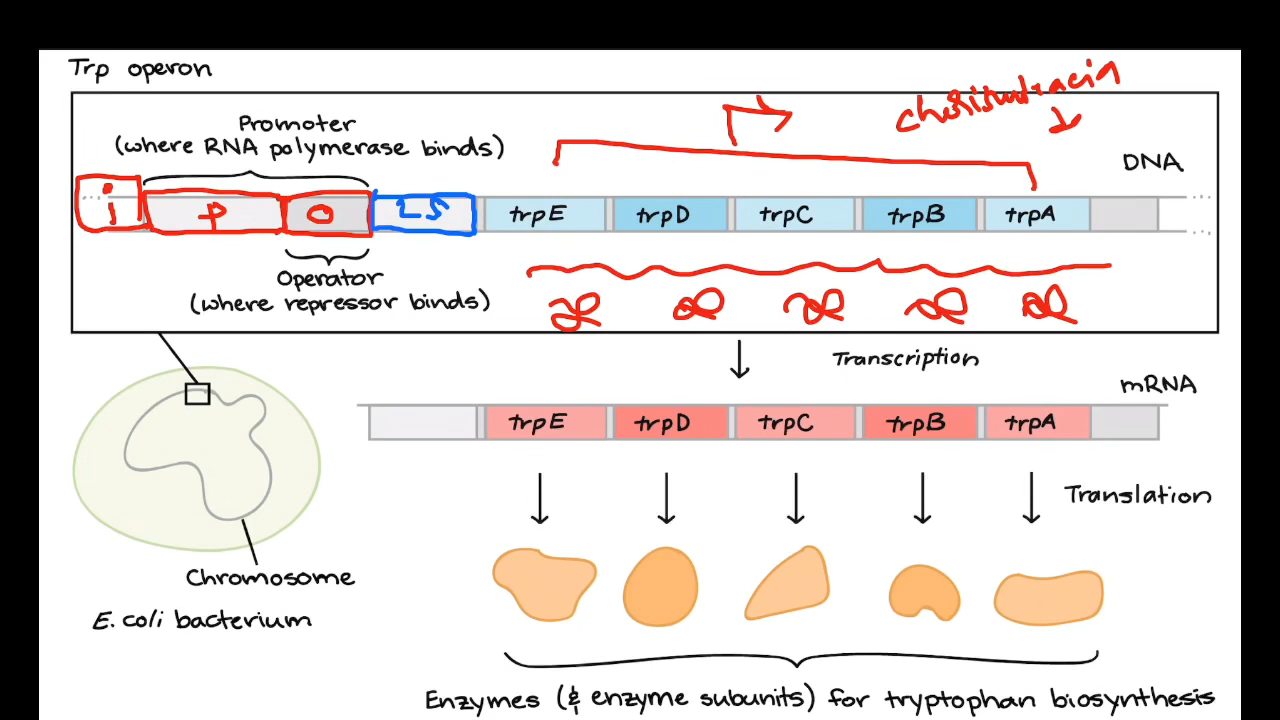 Trp operon
Promoter
(where RNA polymerase binds)
DNA
i P O LS trpE trpD trpC trpB trpA
Operator
(where repressor binds)
Transcription
mRNA
trpE trpD trpC trpB trpA
Translation
Chromosome
E. coli bacterium
Enzymes (& enzyme subunits) for tryptophan biosynthesis